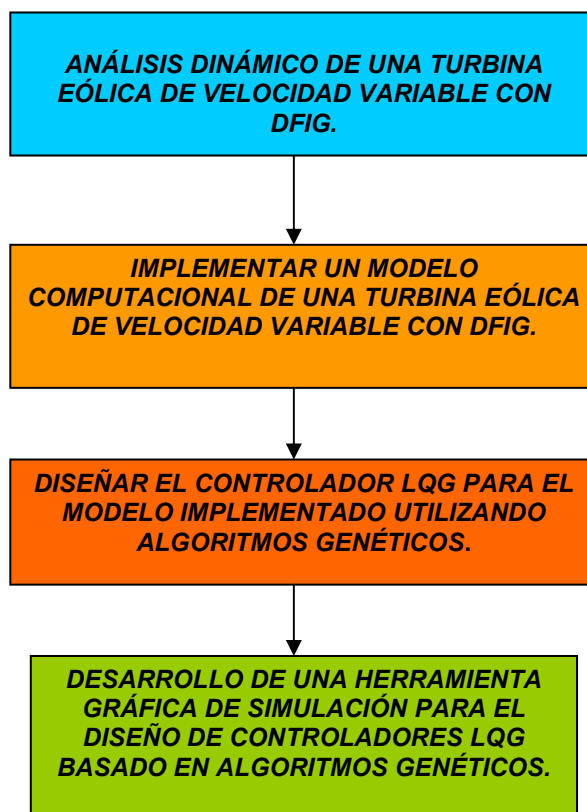 ANÁLISIS DINÁMICO DE UNA TURBINA
EÓLICA DE VELOCIDAD VARIABLE CON
DFIG.
IMPLEMENTAR UN MODELO
COMPUTACIONAL DE UNA TURBINA EÓLICA
DE VELOCIDAD VARIABLE CON DFIG.
DISEÑAR EL CONTROLADOR LQG PARA EL
MODELO IMPLEMENTADO UTILIZANDO
ALGORITMOS GENÉTICOS.
DESARROLLO DE UNA HERRAMIENTA
GRÁFICA DE SIMULACIÓN PARA EL
DISEÑO DE CONTROLADORES LQG
BASADO EN ALGORITMOS GENÉTICOS.